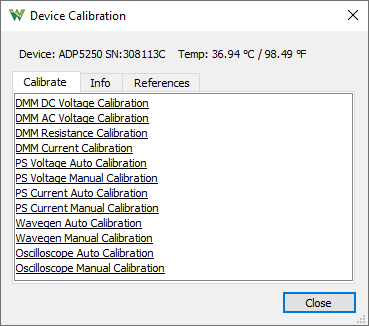 Device Calibration
Device: ADP5250 SN:308113C Temp: 36.94 ºC / 98.49 ºF
Calibrate Info References
DMM DC Voltage Calibration
DMM AC Voltage Calibration
DMM Resistance Calibration
DMM Current Calibration
PS Voltage Auto Calibration
PS Voltage Manual Calibration
PS Current Auto Calibration
PS Current Manual Calibration
Wavegen Auto Calibration
Wavegen Manual Calibration
Oscilloscope Auto Calibration
Oscilloscope Manual Calibration
Close